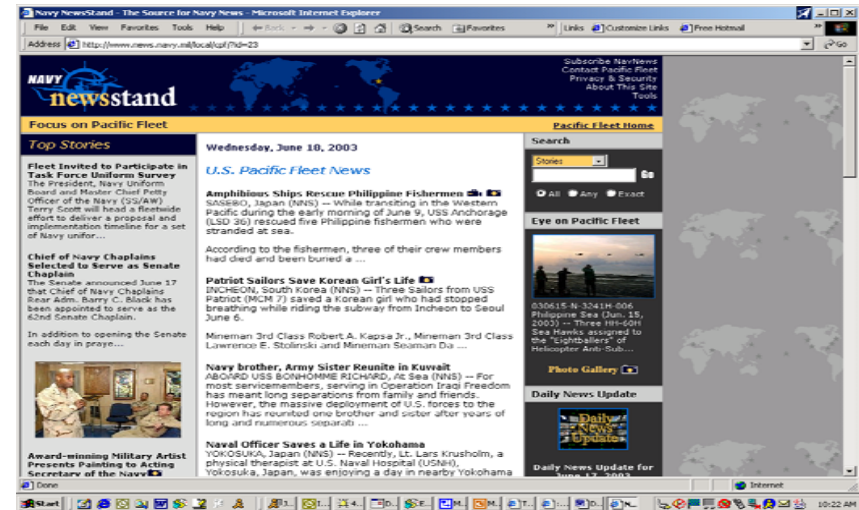 Navy NewsStand - The Source for Navy News - Microsoft Internet Explorer
File Edit View Favorites Tools Help
Back
Search Favorites
Links Customize Links Free Hotmail
Address http://www.news.navy.mil/local/cpf/?id=23
Go
NAVY
newsstand
Subscribe NavNews
Contact Pacific Fleet
Privacy & Security
About This Site
Tools
Focus on Pacific Fleet
Pacific Fleet Home
Top Stories
Fleet Invited to Participate in
Task Force Uniform Survey
The President, Navy Uniform
Board and Master Chief Petty
Officer of the Navy (SS/AW)
Terry Scott will head a fleetwide
effort to deliver a proposal and
implementation timeline for a set
of Navy unifor...
Chief of Navy Chaplains
Selected to Serve as Senate
Chaplain
The Senate announced June 17
that Chief of Navy Chaplains
Rear Adm. Barry C. Black has
been appointed to serve as the
62nd Senate Chaplain.
In addition to opening the Senate
each day in praye...
Award-winning Military Artist
Presents Painting to Acting
Secretary of the Navy
Wednesday, June 18, 2003
U.S. Pacific Fleet News
Amphibious Ships Rescue Philippine Fishermen
SASEBO, Japan (NNS) -- While transiting in the Western
Pacific during the early morning of June 9, USS Anchorage
(LSD 36) rescued five Philippine fishermen who were
stranded at sea.
According to the fishermen, three of their crew members
had died and been buried a ...
Patriot Sailors Save Korean Girl's Life
INCHEON, South Korea (NNS) -- Three Sailors from USS
Patriot (MCM 7) saved a Korean girl who had stopped
breathing while riding the subway from Incheon to Seoul
June 6.
Mineman 3rd Class Robert A. Kapsa Jr., Mineman 3rd Class
Lawrence E. Stolinski and Mineman Seaman Da ...
Navy brother, Army Sister Reunite in Kuwait
ABOARD USS BONHOMME RICHARD, At Sea (NNS) -- For
most servicemembers, serving in Operation Iraqi Freedom
has meant long separations from family and friends.
However, the massive deployment of U.S. forces to the
region has reunited one brother and sister after years of
long and numerous separati ...
Naval Officer Saves a Life in Yokohama
YOKOSUKA, Japan (NNS) -- Recently, Lt. Lars Krusholm, a
physical therapist at U.S. Naval Hospital (USNH),
Yokosuka, Japan, was enjoying a day in nearby Yokohama
Search
Stories
Go
All Any Exact
Eye on Pacific Fleet
030615-N-3241H-006
Philippine Sea (Jun. 15,
2003) -- Three HH-60H
Sea Hawks assigned to
the "Eightballers" of
Helicopter Anti-Sub...
Photo Gallery
Daily News Update
Daily
News
Update
Daily News Update for
June 17, 2003
Done
Internet
Start
10:22 AM